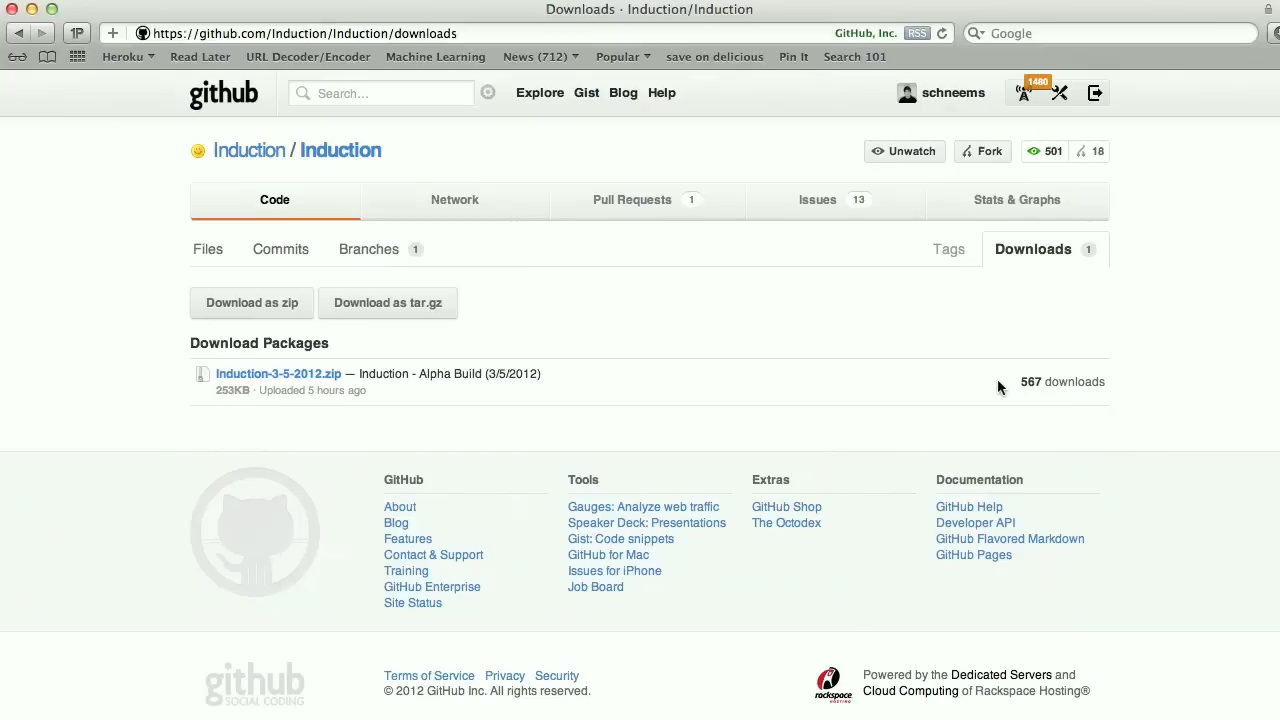 Downloads · Induction/Induction
1P
+ https://github.com/Induction/Induction/downloads GitHub, Inc. RSS
Google
Heroku Read Later URL Decoder/Encoder Machine Learning News (712) Popular save on delicious Pin It Search 101
github Search... Explore Gist Blog Help schneems 1480
Induction / Induction Unwatch Fork 501 18
Code Network Pull Requests 1 Issues 13 Stats & Graphs
Files Commits Branches 1 Tags Downloads 1
Download as zip Download as tar.gz
Download Packages
Induction-3-5-2012.zip — Induction - Alpha Build (3/5/2012)
253KB · Uploaded 5 hours ago
567 downloads
GitHub
About
Blog
Features
Contact & Support
Training
GitHub Enterprise
Site Status
Tools
Gauges: Analyze web traffic
Speaker Deck: Presentations
Gist: Code snippets
GitHub for Mac
Issues for iPhone
Job Board
Extras
GitHub Shop
The Octodex
Documentation
GitHub Help
Developer API
GitHub Flavored Markdown
GitHub Pages
github
SOCIAL CODING
Terms of Service Privacy Security
© 2012 GitHub Inc. All rights reserved.
rackspace
HOSTING
Powered by the Dedicated Servers and
Cloud Computing of Rackspace Hosting®